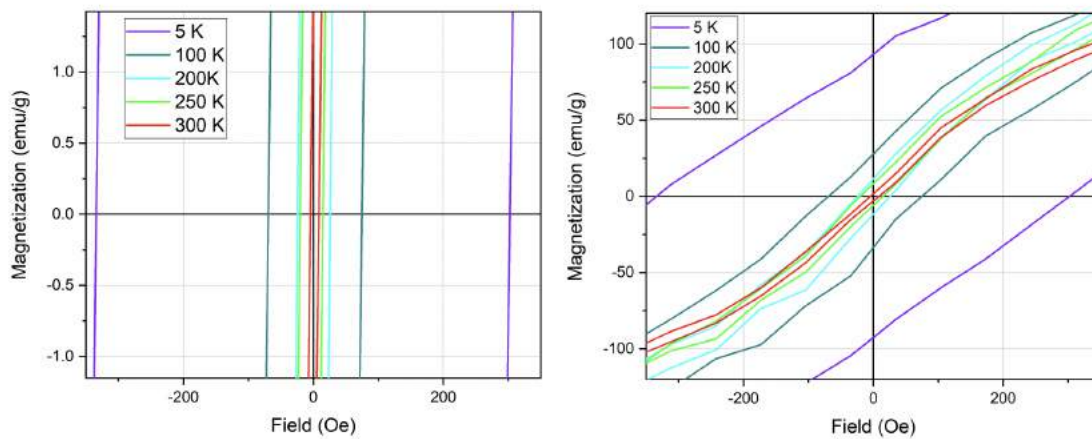 5 K
100 K
200K
250 K
300 K
1.0
0.5
0.0
-0.5
-1.0
-200
0
200
Magnetization (emu/g)
Field (Oe)
5 K
100 K
200K
250 K
300 K
100
50
0
-50
-100
-200
0
200
Magnetization (emu/g)
Field (Oe)